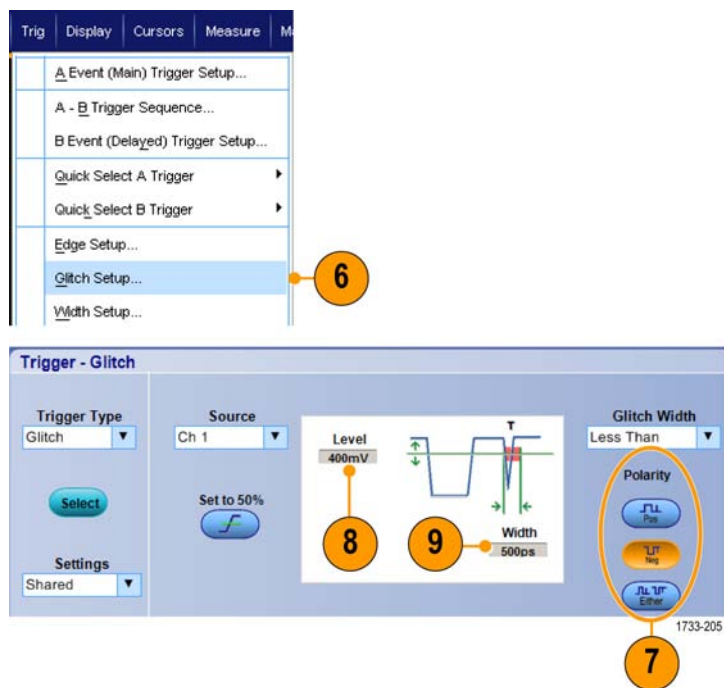 Trig Display Cursors Measure
A Event (Main) Trigger Setup...
A - B Trigger Sequence...
B Event (Delayed) Trigger Setup...
Quick Select A Trigger
Quick Select B Trigger
Edge Setup...
Glitch Setup...
6
Width Setup...
Trigger - Glitch
Trigger Type
Glitch
Select
Settings
Shared
Source
Ch 1
Set to 50%
Level
400mV
8
T
9
Width
500ps
Glitch Width
Less Than
Polarity
Pos
Neg
Either
1733-205
7